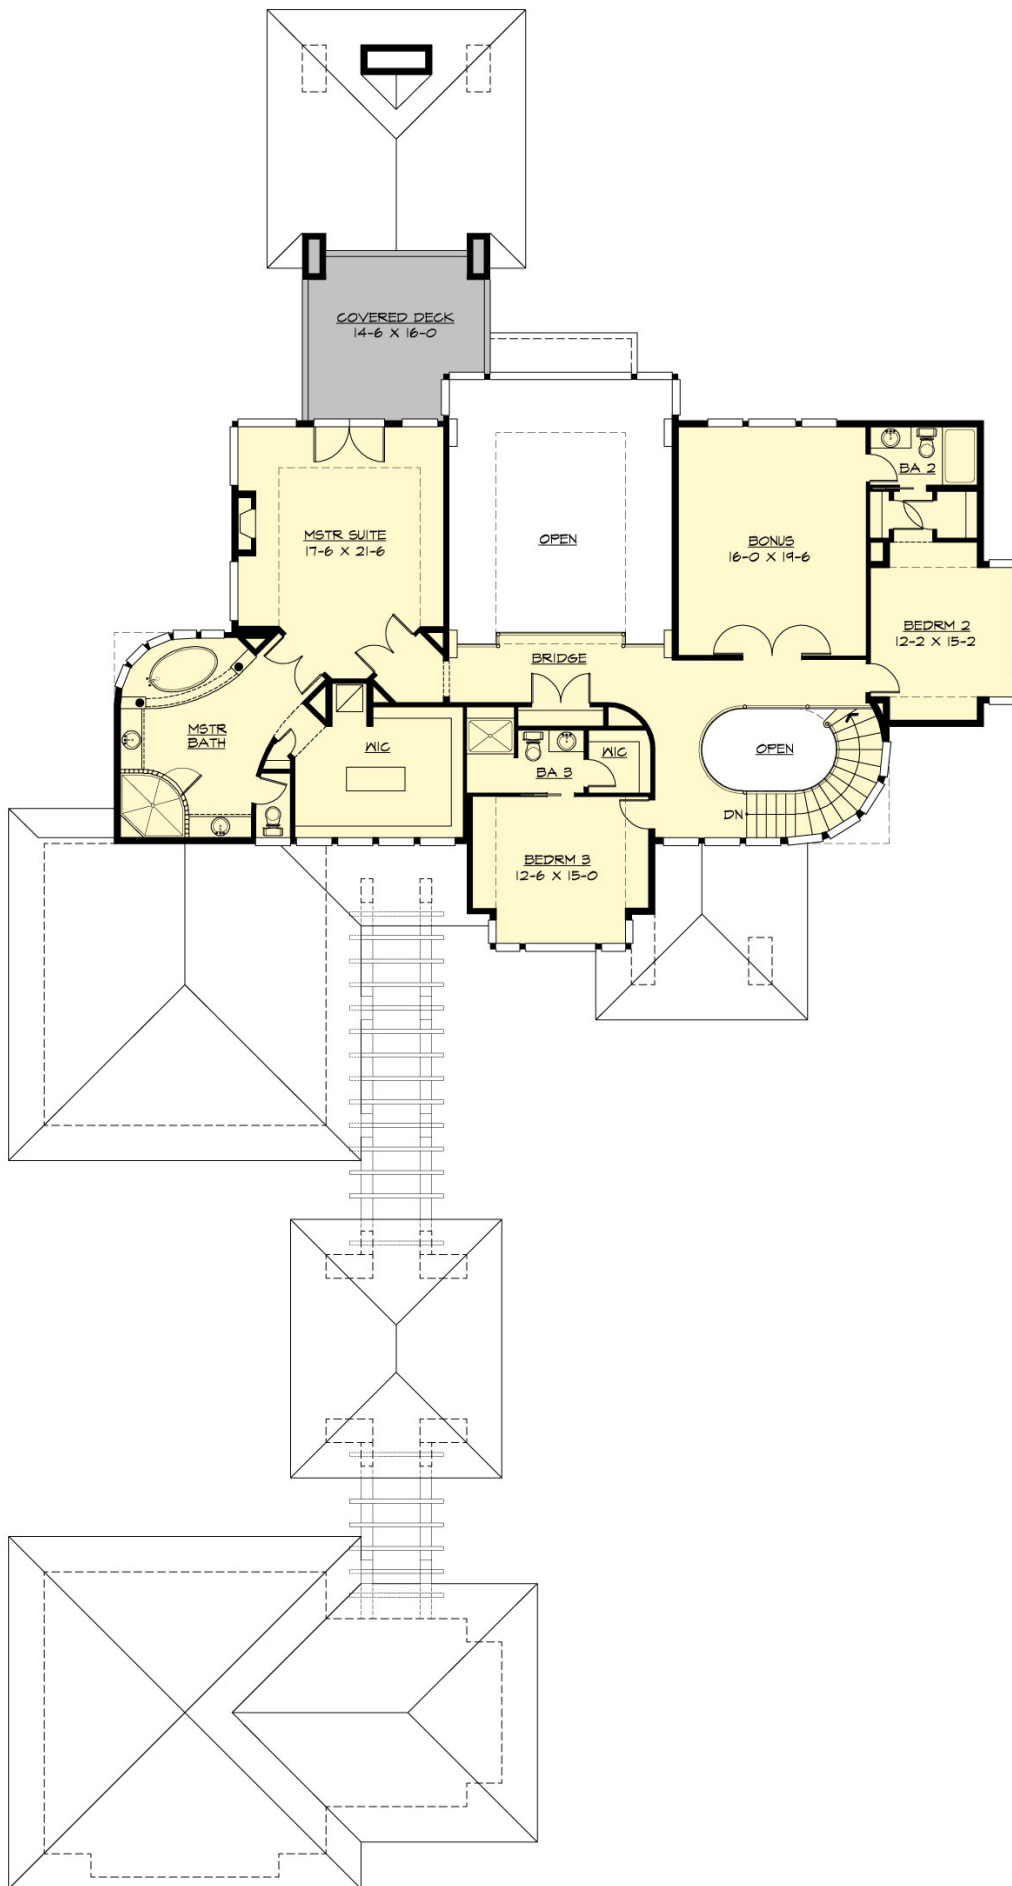 COVERED DECK
14-6 X 16-0
MSTR SUITE
17-6 X 21-6
OPEN
BONUS
16-0 X 19-6
BA 2
BEDRM 2
12-2 X 15-2
BRIDGE
MSTR
BATH
WIC
BA 3
WIC
OPEN
DN
BEDRM 3
12-6 X 15-0